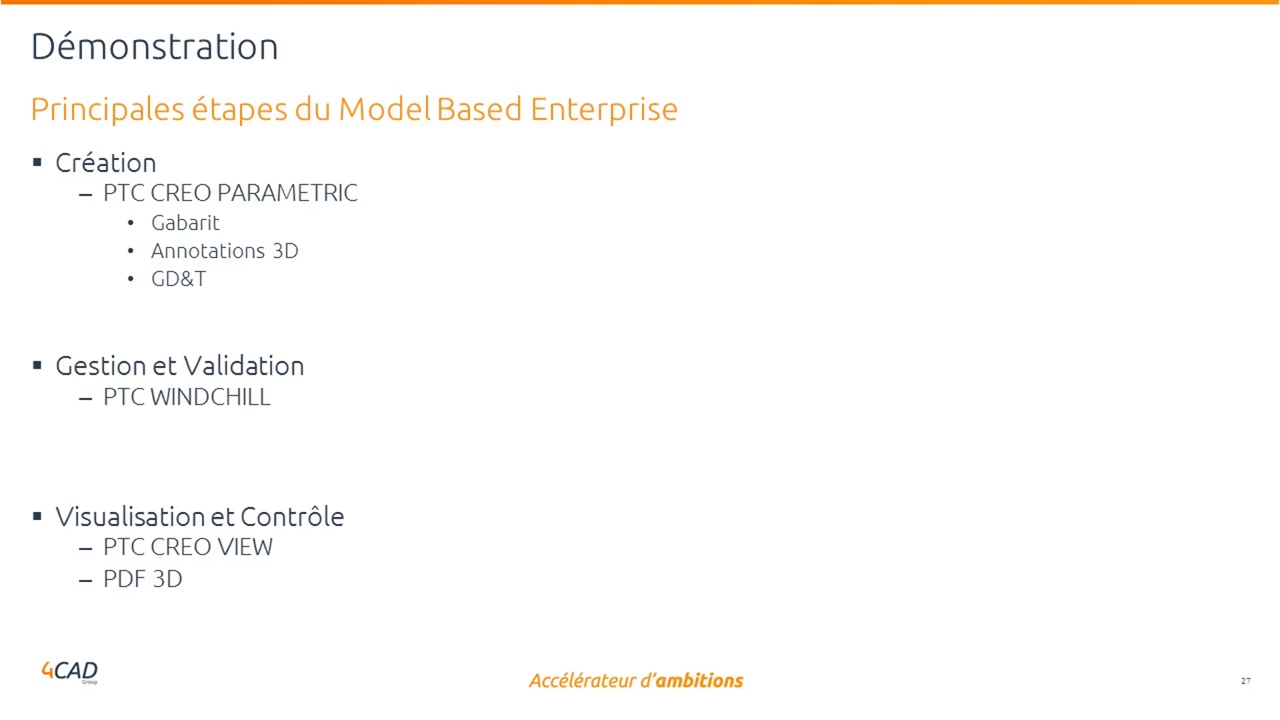 Démonstration
Principales étapes du Model Based Enterprise
▪ Création
– PTC CREO PARAMETRIC
• Gabarit
• Annotations 3D
• GD&T
▪ Gestion et Validation
– PTC WINDCHILL
▪ Visualisation et Contrôle
– PTC CREO VIEW
– PDF 3D
4CAD
Group
Accélérateur d'ambitions
27